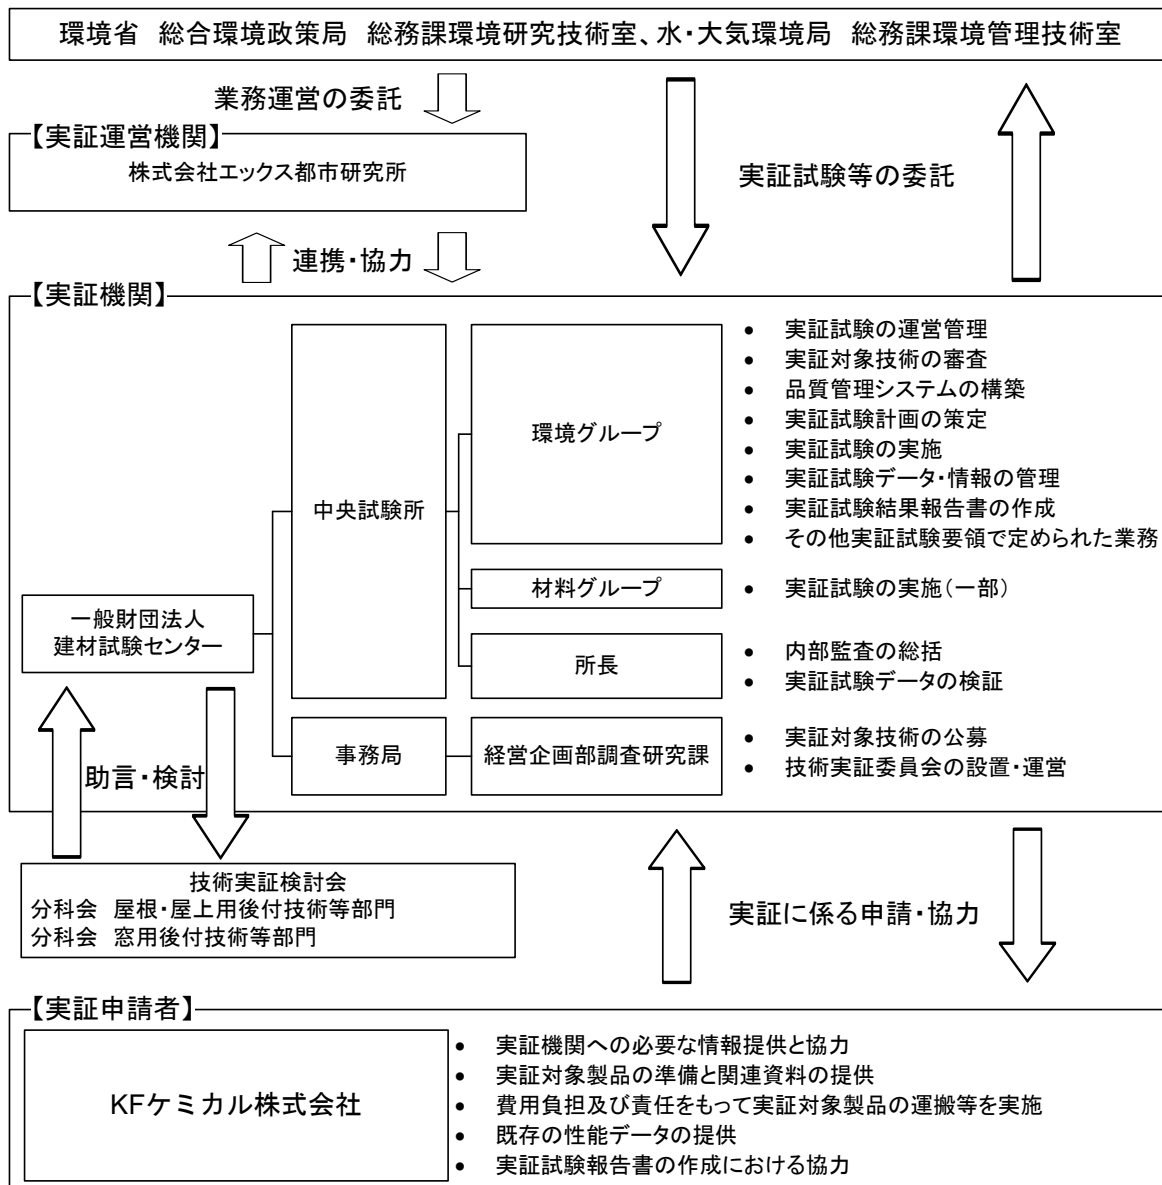 環境省 総合環境政策局 総務課環境研究技術室、水・大気環境局 総務課環境管理技術室
業務運営の委託
【実証運営機関】
株式会社エックス都市研究所
実証試験等の委託
連携・協力
【実証機関】
一般財団法人
建材試験センター
中央試験所
環境グループ
• 実証試験の運営管理
• 実証対象技術の審査
• 品質管理システムの構築
• 実証試験計画の策定
• 実証試験の実施
• 実証試験データ・情報の管理
• 実証試験結果報告書の作成
• その他実証試験要領で定められた業務
材料グループ
• 実証試験の実施(一部)
所長
• 内部監査の総括
• 実証試験データの検証
事務局
経営企画部調査研究課
• 実証対象技術の公募
• 技術実証委員会の設置・運営
助言・検討
技術実証検討会
分科会 屋根・屋上用後付技術等部門
分科会 窓用後付技術等部門
実証に係る申請・協力
【実証申請者】
KFケミカル株式会社
• 実証機関への必要な情報提供と協力
• 実証対象製品の準備と関連資料の提供
• 費用負担及び責任をもって実証対象製品の運搬等を実施
• 既存の性能データの提供
• 実証試験報告書の作成における協力